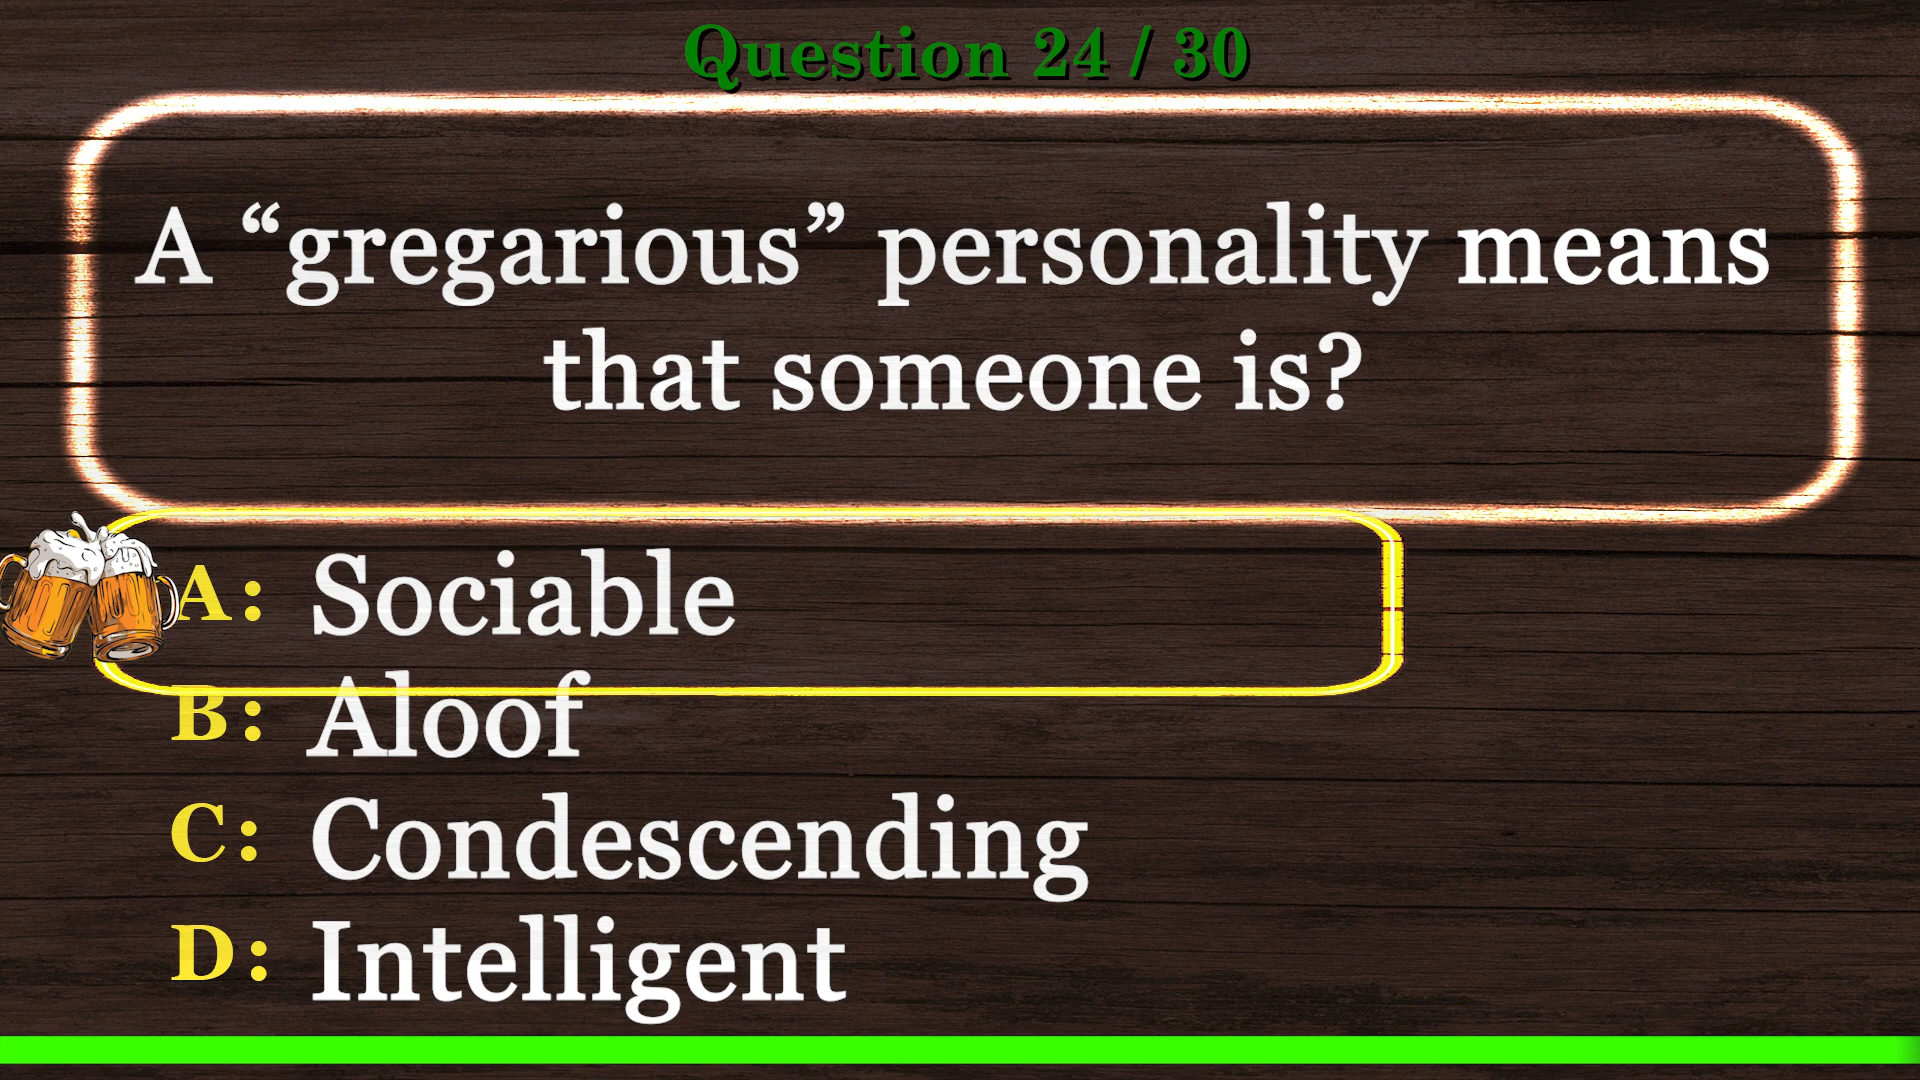 Question 24 / 30
A “gregarious” personality means
that someone is?
A: Sociable
B: Aloof
C: Condescending
D: Intelligent